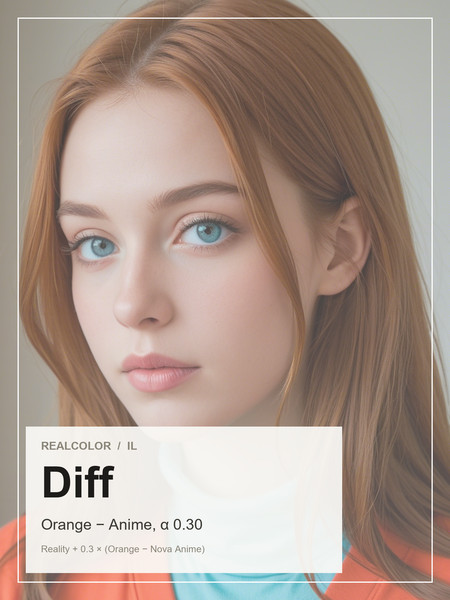 REALCOLOR / IL
Diff
Orange − Anime, α 0.30
Reality + 0.3 × (Orange − Nova Anime)